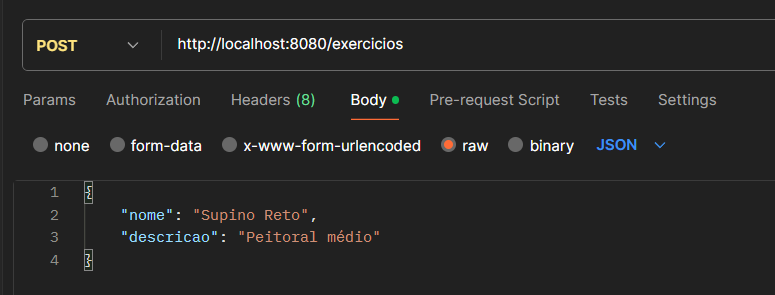 POST http://localhost:8080/exercicios
Params Authorization Headers (8) Body Pre-request Script Tests Settings
none form-data x-www-form-urlencoded raw binary JSON
1 {
2 "nome": "Supino Reto",
3 "descricao": "Peitoral médio"
4 }